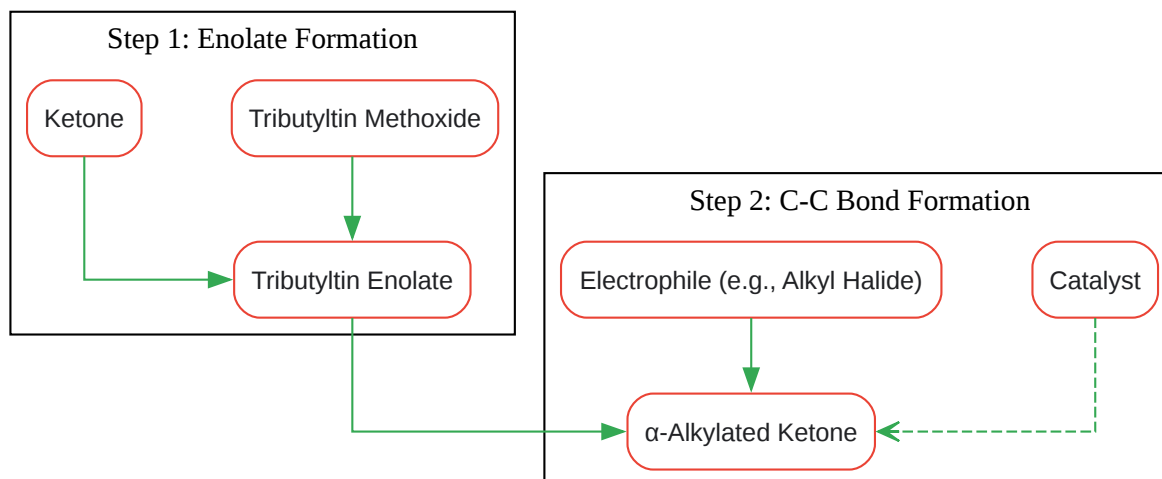 Step 1: Enolate Formation
Ketone
Tributyltin Methoxide
Tributyltin Enolate
Step 2: C-C Bond Formation
Electrophile (e.g., Alkyl Halide)
Catalyst
α-Alkylated Ketone